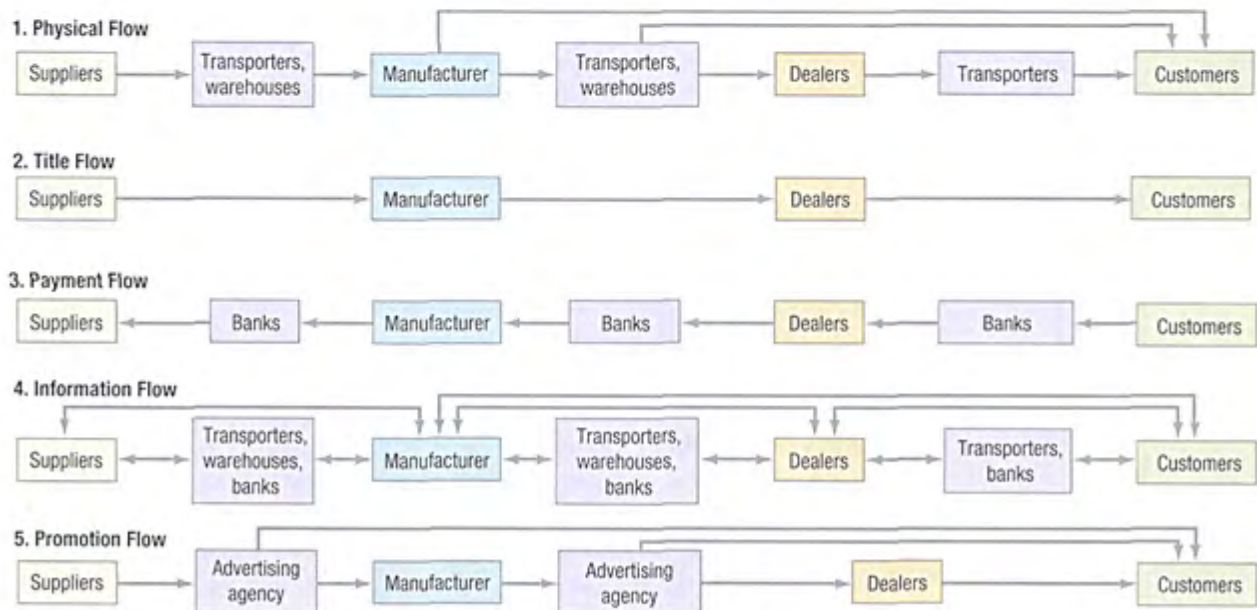 1. Physical Flow
Suppliers
Transporters,
warehouses
Manufacturer
Transporters,
warehouses
Dealers
Transporters
Customers
2. Title Flow
Suppliers
Manufacturer
Dealers
Customers
3. Payment Flow
Suppliers
Banks
Manufacturer
Banks
Dealers
Banks
Customers
4. Information Flow
Suppliers
Transporters,
warehouses,
banks
Manufacturer
Transporters,
warehouses,
banks
Dealers
Transporters,
banks
Customers
5. Promotion Flow
Suppliers
Advertising
agency
Manufacturer
Advertising
agency
Dealers
Customers